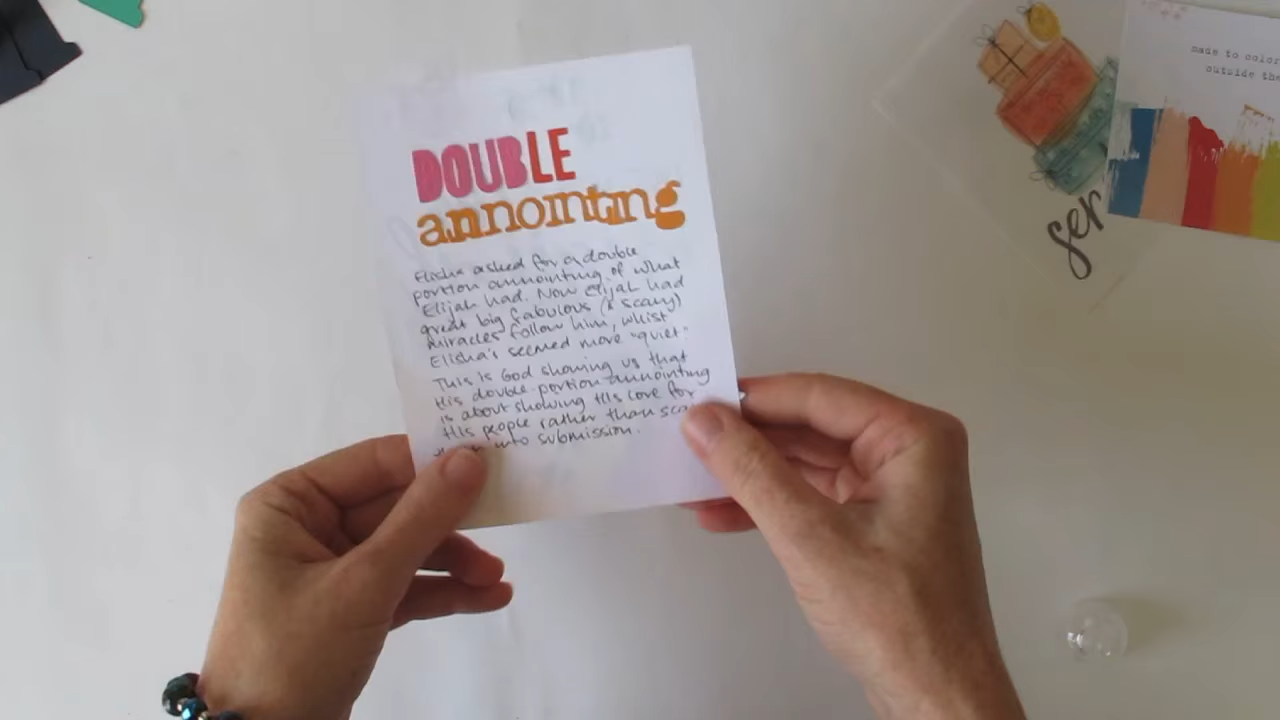 DOUBLE
annointing
Elisha asked for a double
portion annointing of what
Elijah had. Now Elijah had
great big fabulous (& scary)
miracles follow him, whist
Elisha's seemed more "quiet".
This is God showing us that
His double portion annointing
is about showing His love for
His people rather than
into submission.
ser
made to color
outside the